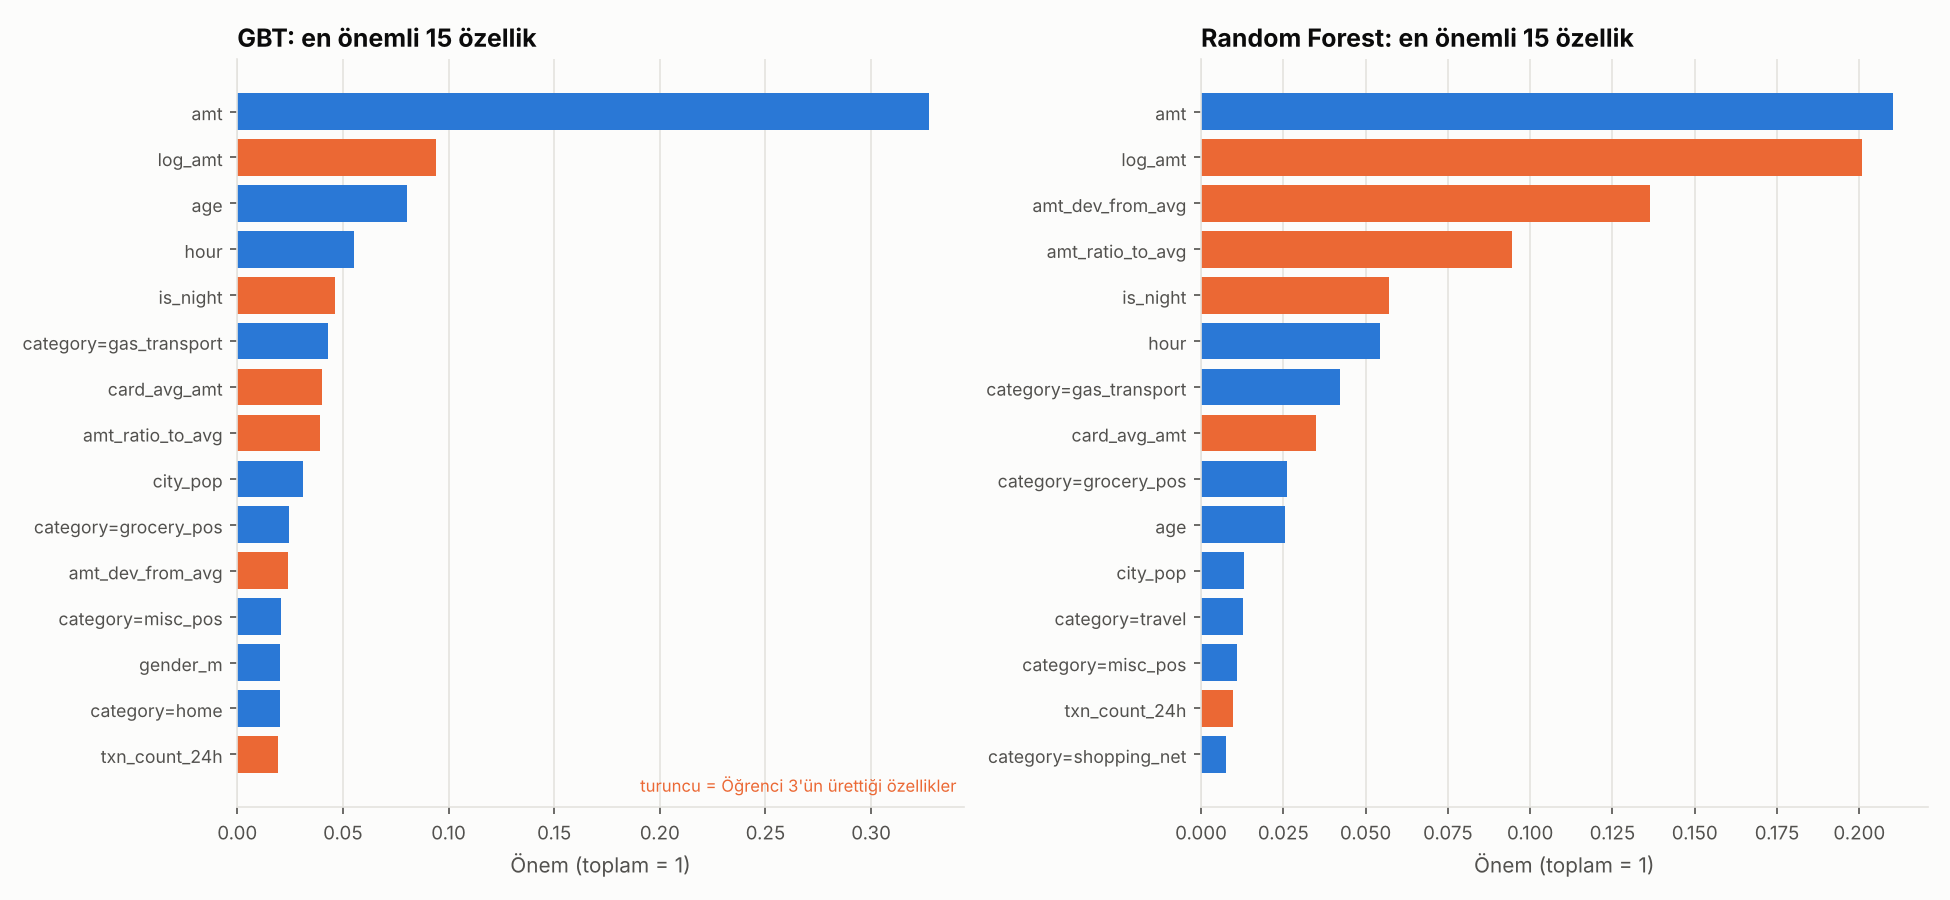 GBT: en önemli 15 özellik
amt
log_amt
age
hour
is_night
category=gas_transport
card_avg_amt
amt_ratio_to_avg
city_pop
category=grocery_pos
amt_dev_from_avg
category=misc_pos
gender_m
category=home
txn_count_24h
turuncu = Öğrenci 3'ün ürettiği özellikler
0.00 0.05 0.10 0.15 0.20 0.25 0.30
Önem (toplam = 1)
Random Forest: en önemli 15 özellik
amt
log_amt
amt_dev_from_avg
amt_ratio_to_avg
is_night
hour
category=gas_transport
card_avg_amt
category=grocery_pos
age
city_pop
category=travel
category=misc_pos
txn_count_24h
category=shopping_net
0.000 0.025 0.050 0.075 0.100 0.125 0.150 0.175 0.200
Önem (toplam = 1)